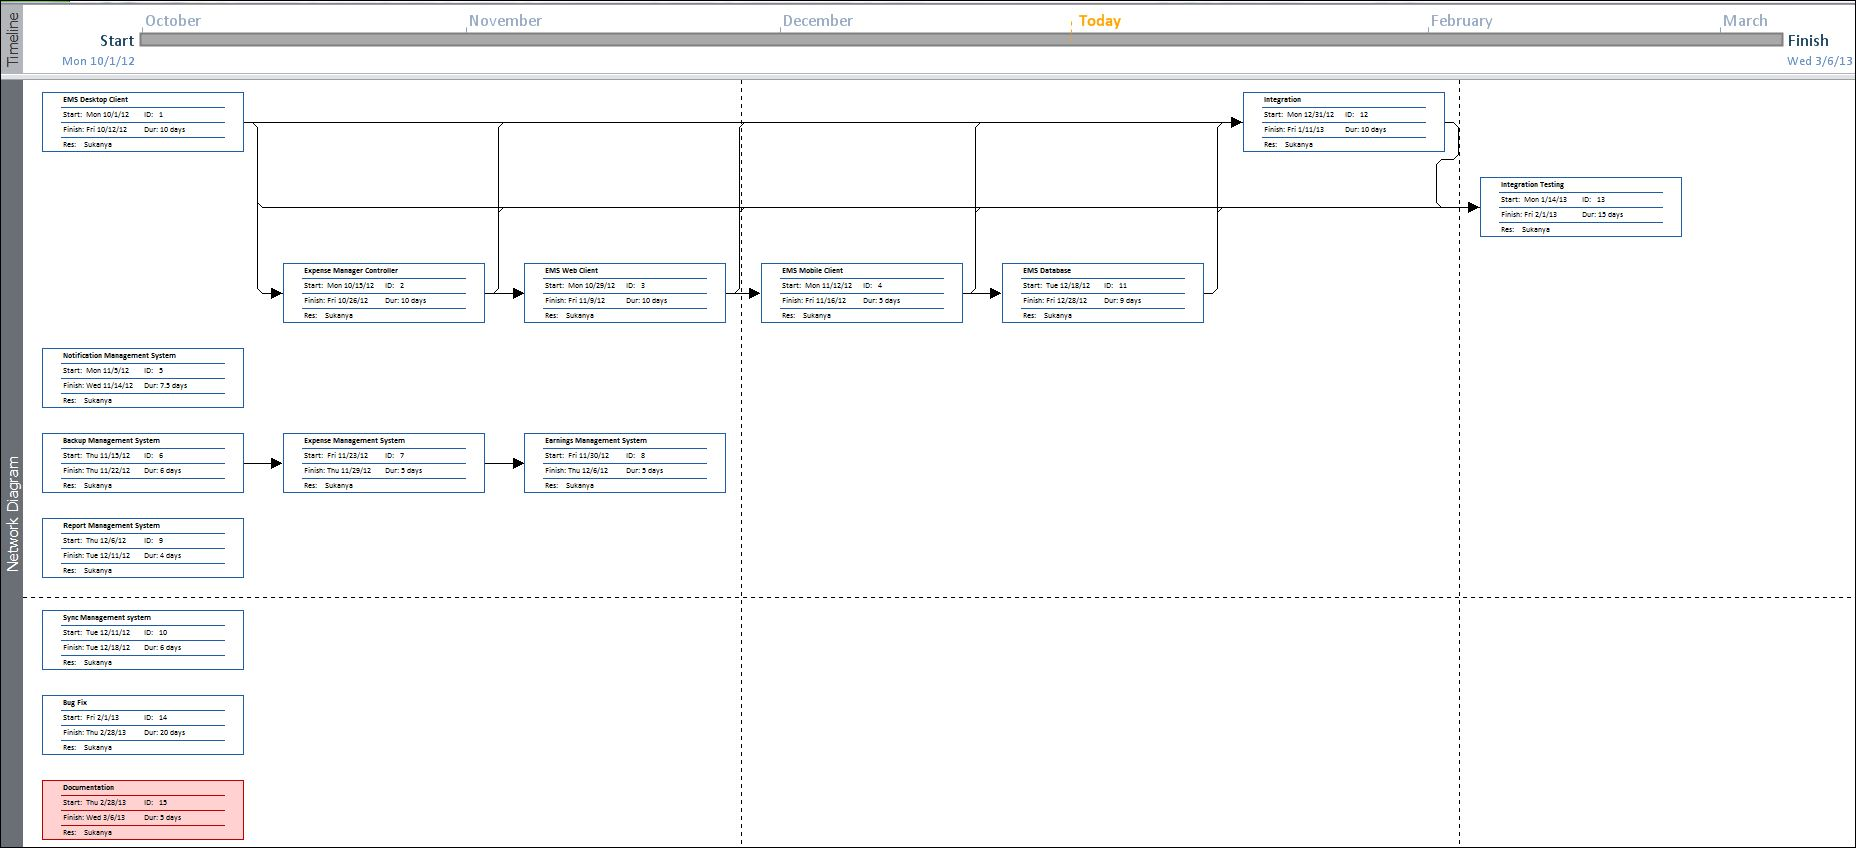 Timeline
October November December Today February March
Start
Mon 10/1/12
Finish
Wed 3/6/13
Network Diagram
EMS Desktop Client
Start: Mon 10/1/12 ID: 1
Finish: Fri 10/12/12 Dur: 10 days
Res: Sukanya
Integration
Start: Mon 12/31/12 ID: 12
Finish: Fri 1/11/13 Dur: 10 days
Res: Sukanya
Integration Testing
Start: Mon 1/14/13 ID: 13
Finish: Fri 2/1/13 Dur: 15 days
Res: Sukanya
Expense Manager Controller
Start: Mon 10/15/12 ID: 2
Finish: Fri 10/26/12 Dur: 10 days
Res: Sukanya
EMS Web Client
Start: Mon 10/29/12 ID: 3
Finish: Fri 11/9/12 Dur: 10 days
Res: Sukanya
EMS Mobile Client
Start: Mon 11/12/12 ID: 4
Finish: Fri 11/16/12 Dur: 5 days
Res: Sukanya
EMS Database
Start: Tue 12/18/12 ID: 11
Finish: Fri 12/28/12 Dur: 9 days
Res: Sukanya
Notification Management System
Start: Mon 11/5/12 ID: 5
Finish: Wed 11/14/12 Dur: 7.5 days
Res: Sukanya
Backup Management System
Start: Thu 11/15/12 ID: 6
Finish: Thu 11/22/12 Dur: 6 days
Res: Sukanya
Expense Management System
Start: Fri 11/23/12 ID: 7
Finish: Thu 11/29/12 Dur: 5 days
Res: Sukanya
Earnings Management System
Start: Fri 11/30/12 ID: 8
Finish: Thu 12/6/12 Dur: 5 days
Res: Sukanya
Report Management System
Start: Thu 12/6/12 ID: 9
Finish: Tue 12/11/12 Dur: 4 days
Res: Sukanya
Sync Management system
Start: Tue 12/11/12 ID: 10
Finish: Tue 12/18/12 Dur: 6 days
Res: Sukanya
Bug Fix
Start: Fri 2/1/13 ID: 14
Finish: Thu 2/28/13 Dur: 20 days
Res: Sukanya
Documentation
Start: Thu 2/28/13 ID: 15
Finish: Wed 3/6/13 Dur: 5 days
Res: Sukanya